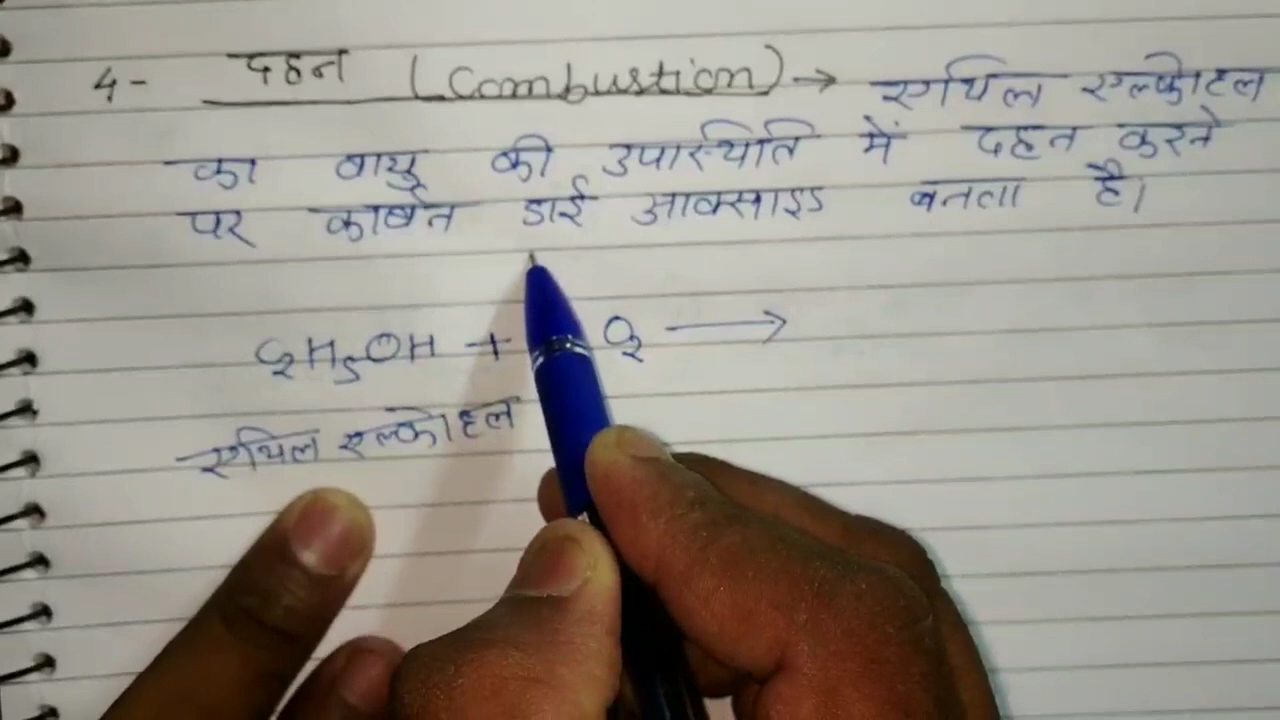 4- दहन (Combustion) → एथिल एल्कोहल
का वायु की उपस्थिति में दहन करने
पर कार्बन डाई आक्साइड बनता है।
C₂H₅OH + O₂ ⟶
एथिल एल्कोहल